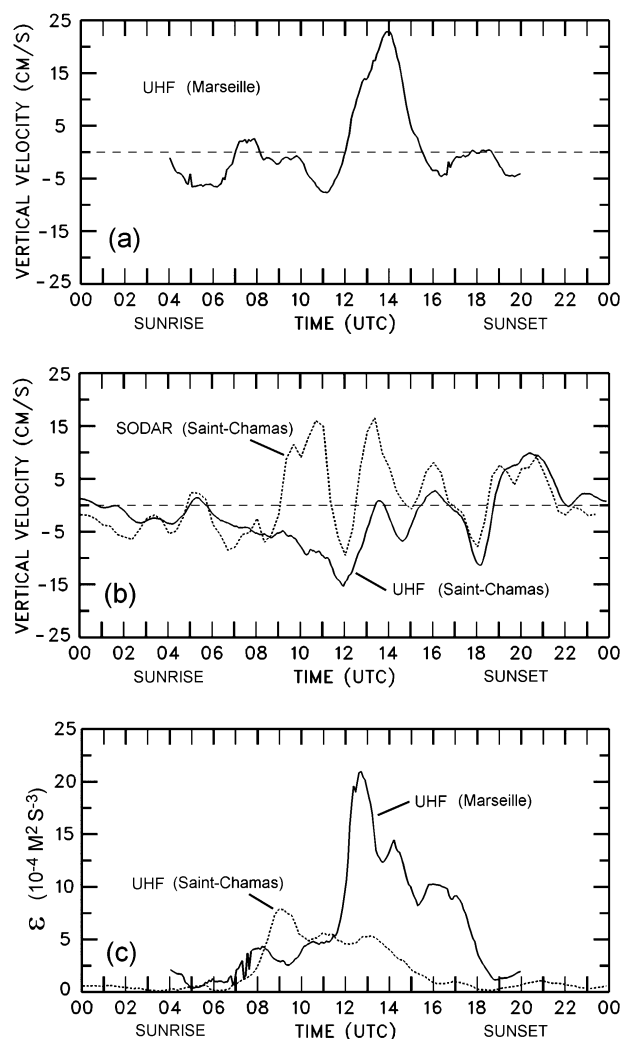 25
15
5
-5
-15
-25
VERTICAL VELOCITY (CM/S)
UHF (Marseille)
(a)
00 02 04 06 08 10 12 14 16 18 20 22 00
SUNRISE TIME (UTC) SUNSET
25
15
5
-5
-15
-25
VERTICAL VELOCITY (CM/S)
SODAR (Saint-Chamas)
UHF (Saint-Chamas)
(b)
00 02 04 06 08 10 12 14 16 18 20 22 00
SUNRISE TIME (UTC) SUNSET
25
20
15
10
5
0
ε (10-4 M2 S-3)
UHF (Marseille)
UHF (Saint-Chamas)
(c)
00 02 04 06 08 10 12 14 16 18 20 22 00
SUNRISE TIME (UTC) SUNSET